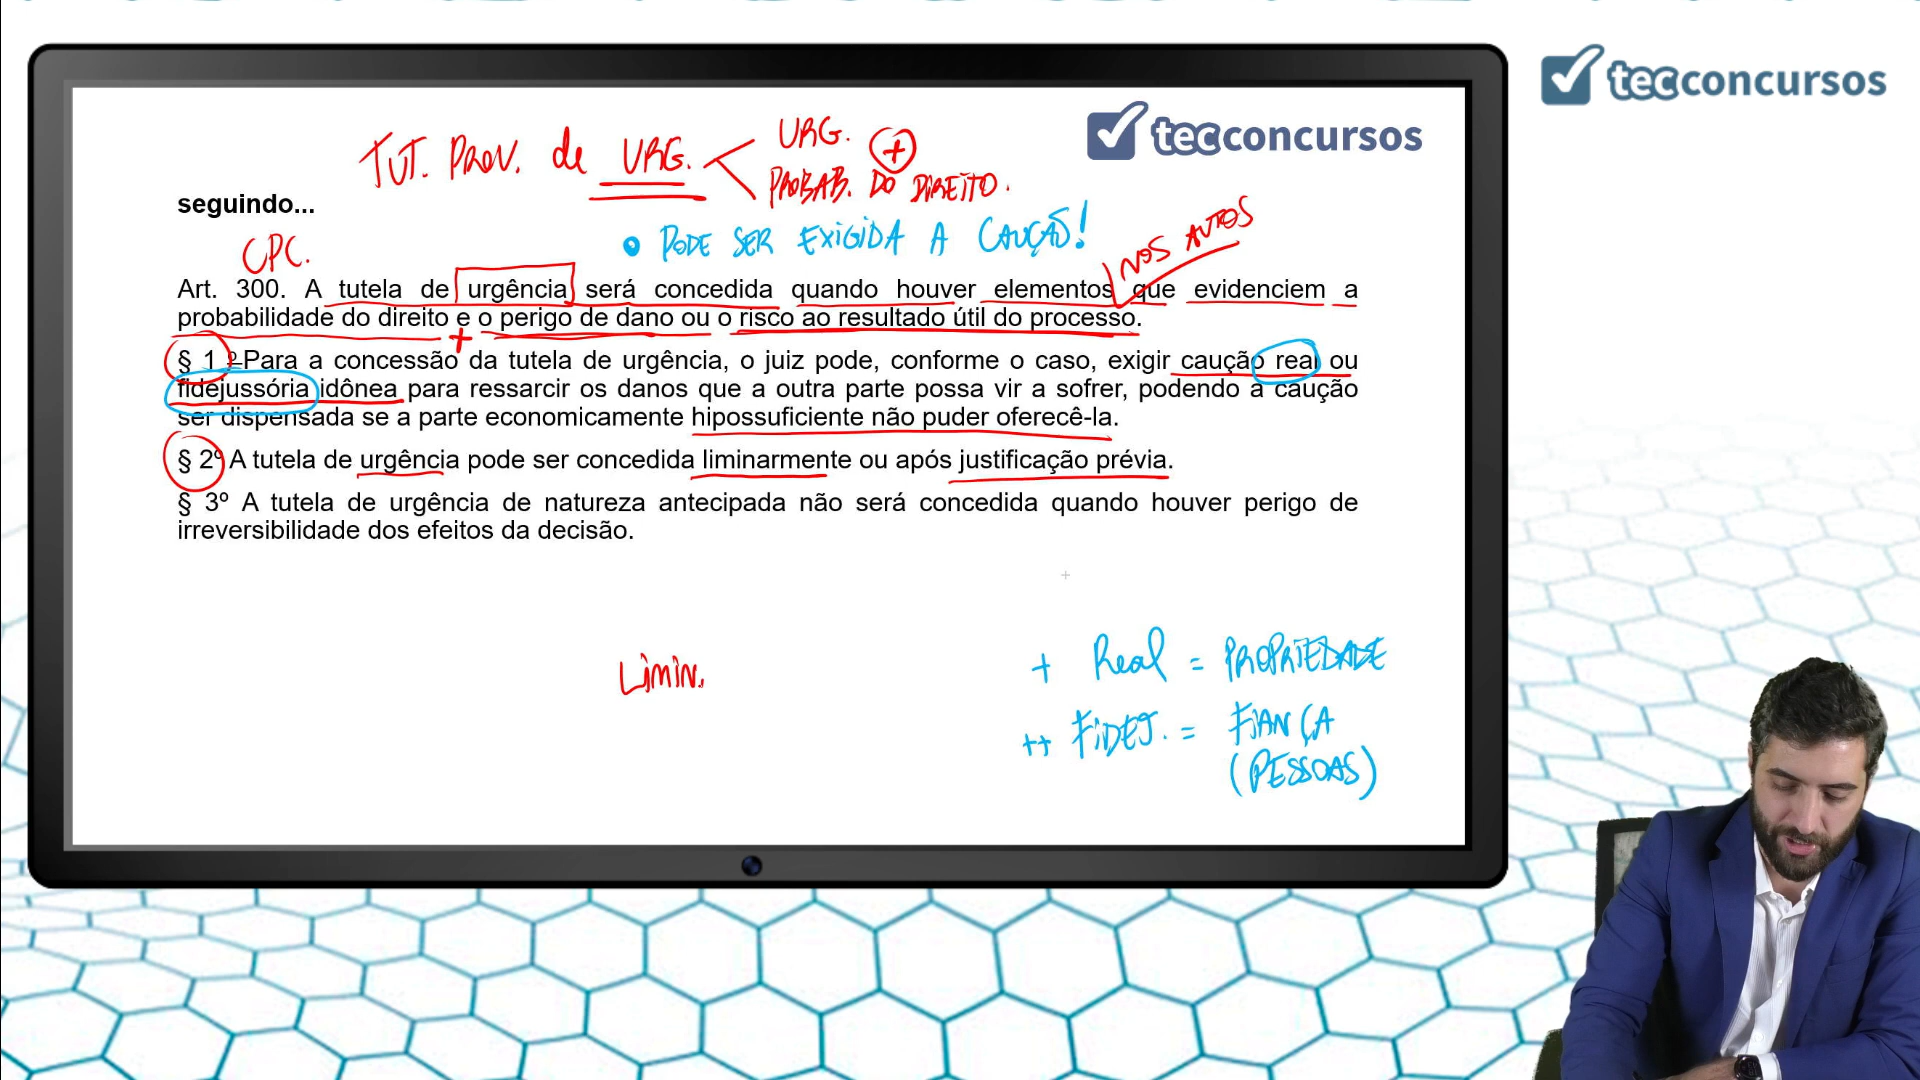 tecconcursos
tecconcursos
TUT. PROV. de URG. URG. +
PROBAB. DO DIREITO.
seguindo...
• PODE SER EXIGIDA A CAUÇÃO!
NOS AUTOS
CPC.
Art. 300. A tutela de urgência será concedida quando houver elementos que evidenciem a
probabilidade do direito e o perigo de dano ou o risco ao resultado útil do processo.
+
§ 1º Para a concessão da tutela de urgência, o juiz pode, conforme o caso, exigir caução real ou
fidejussória idônea para ressarcir os danos que a outra parte possa vir a sofrer, podendo a caução
ser dispensada se a parte economicamente hipossuficiente não puder oferecê-la.
§ 2º A tutela de urgência pode ser concedida liminarmente ou após justificação prévia.
§ 3º A tutela de urgência de natureza antecipada não será concedida quando houver perigo de
irreversibilidade dos efeitos da decisão.
Limin.
+ Real = PROPRIEDADE
++ FIDEJ. = FIANÇA
(PESSOAS)